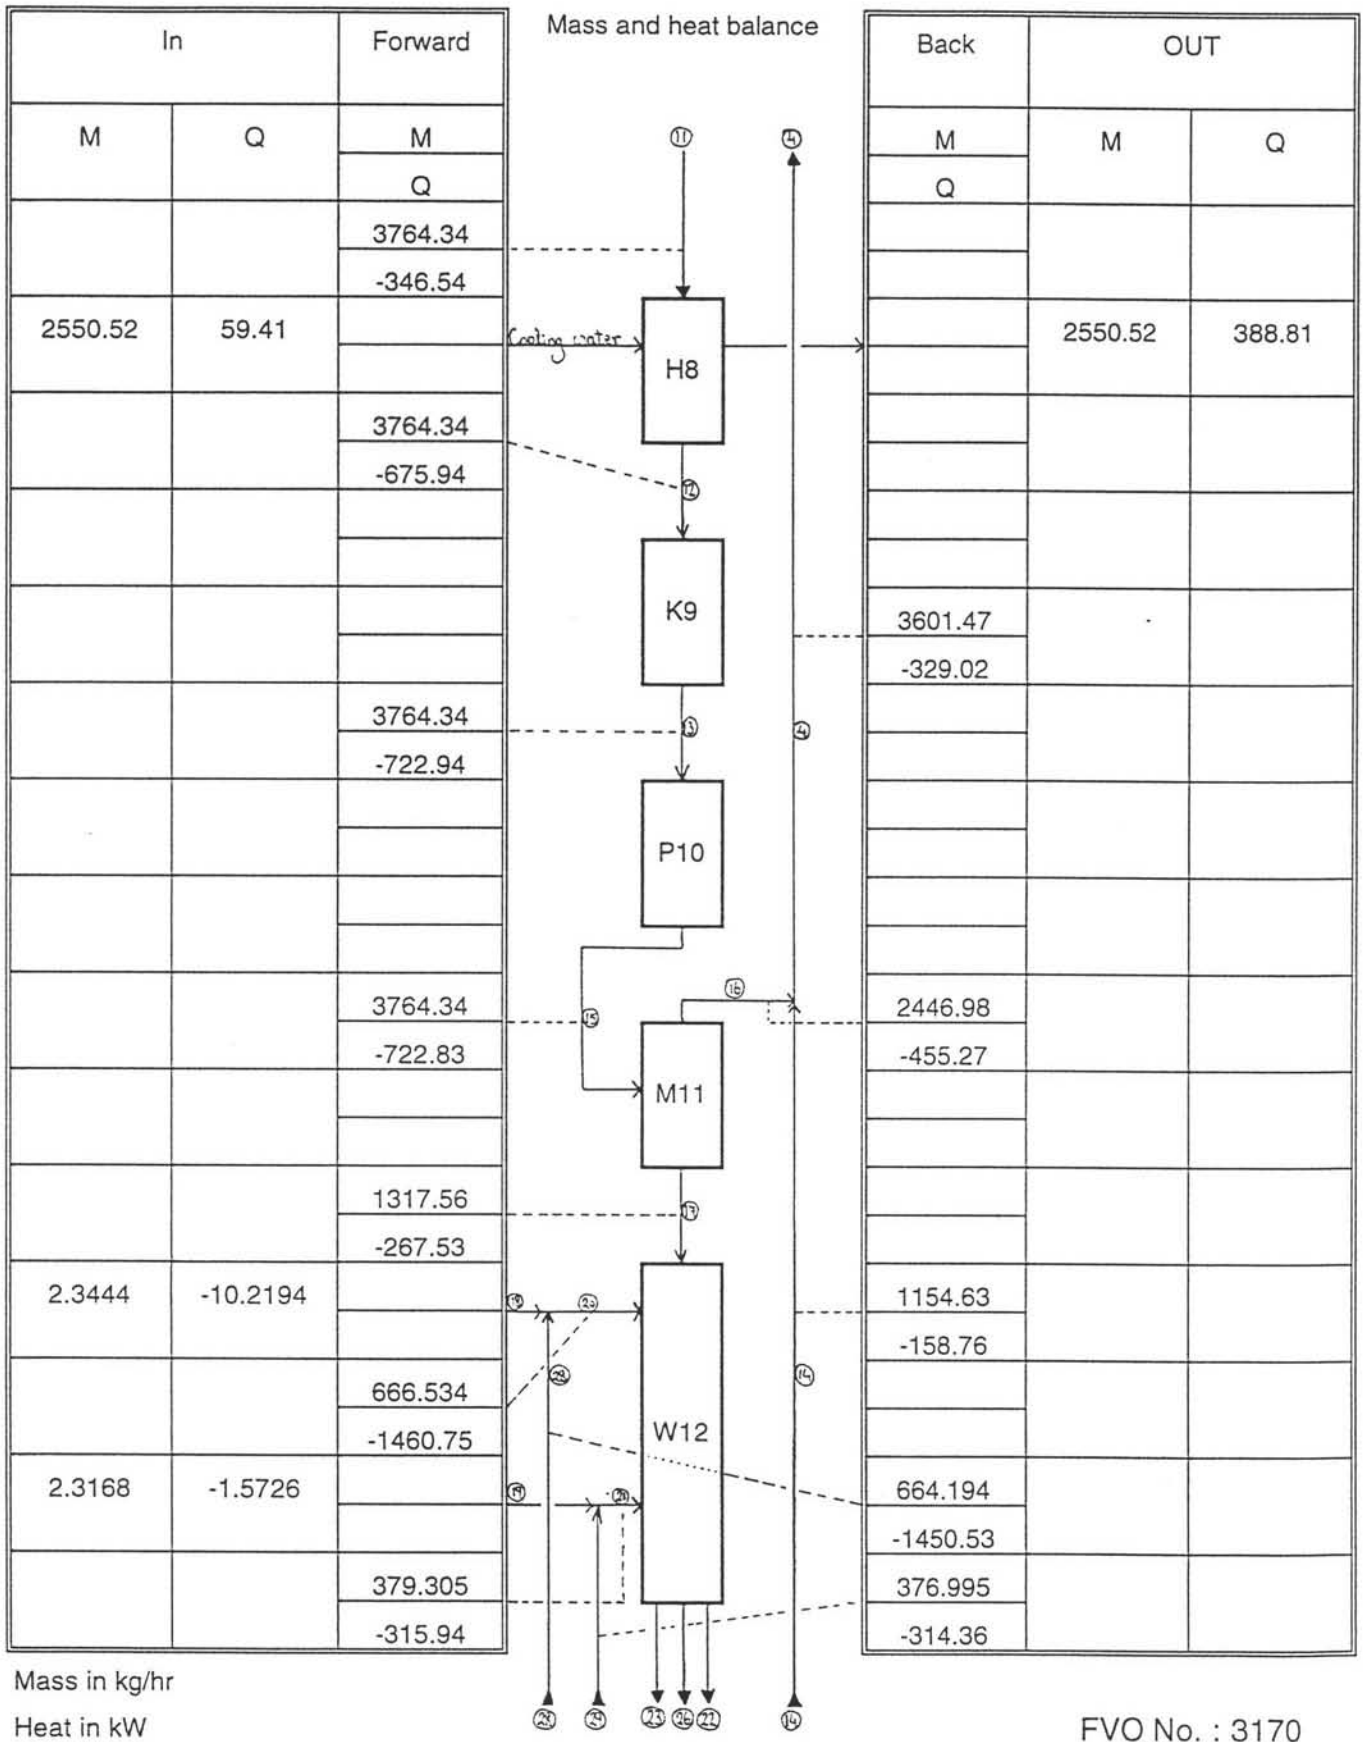 Mass and heat balance
In Forward
Back OUT
M Q M
Q
M M Q
Q
⑪ ④
3764.34
-346.54
2550.52 59.41
Cooling water
H8
2550.52 388.81
3764.34
-675.94
⑫
K9
3601.47
-329.02
3764.34
-722.94
⑬ ④
P10
⑯
3764.34
-722.83
⑮
2446.98
-455.27
M11
1317.56
-267.53
⑰
2.3444 -10.2194
⑱ ⑳
1154.63
-158.76
㉘ ⑭
666.534
-1460.75
W12
2.3168 -1.5726
⑲ ㉑
664.194
-1450.53
379.305
-315.94
376.995
-314.36
Mass in kg/hr
Heat in kW
㉘ ㉙ ㉓ ㉖ ㉒ ⑭
FVO No. : 3170